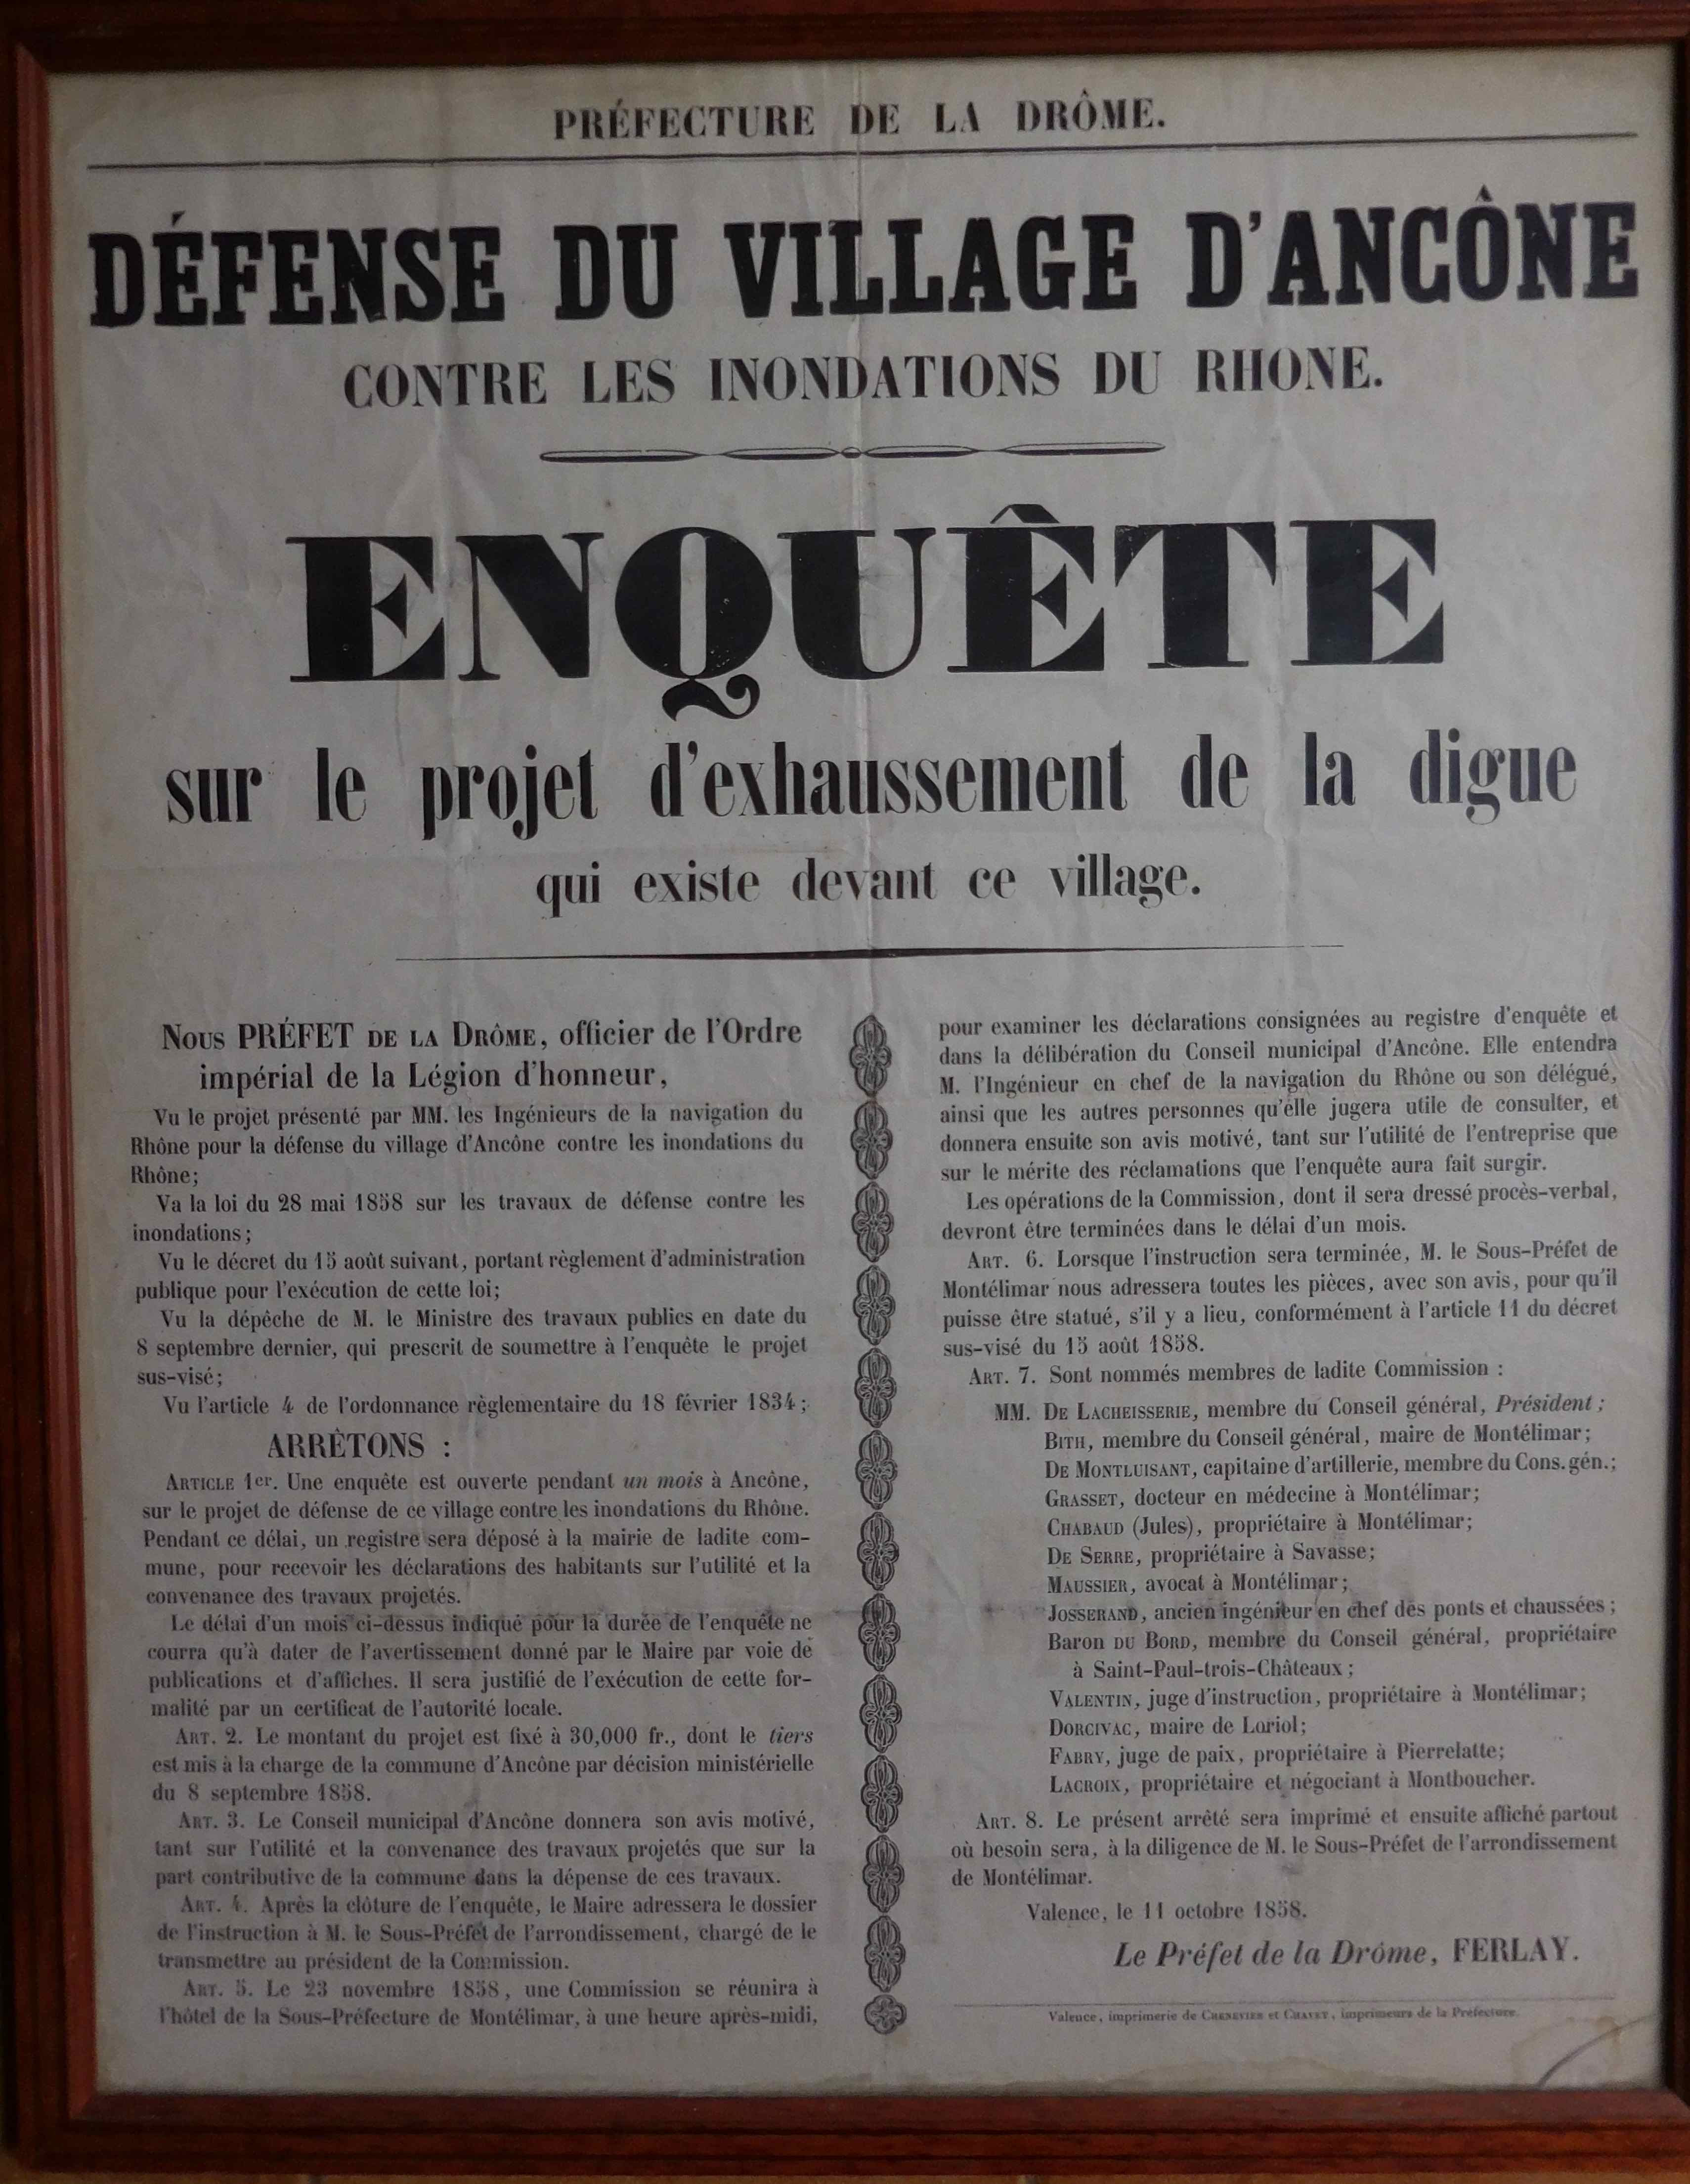 PRÉFECTURE DE LA DRÔME.
DÉFENSE DU VILLAGE D'ANCÔNE
CONTRE LES INONDATIONS DU RHONE.
ENQUÊTE
sur le projet d'exhaussement de la digue
qui existe devant ce village.
Nous PRÉFET DE LA DRÔME, officier de l'Ordre
impérial de la Légion d'honneur,
Vu le projet présenté par MM. les Ingénieurs de la navigation du
Rhône pour la défense du village d'Ancône contre les inondations du
Rhône;
Va la loi du 28 mai 1858 sur les travaux de défense contre les
inondations;
Vu le décret du 15 août suivant, portant règlement d'administration
publique pour l'exécution de cette loi;
Vu la dépêche de M. le Ministre des travaux publics en date du
8 septembre dernier, qui prescrit de soumettre à l'enquête le projet
sus-visé;
Vu l'article 4 de l'ordonnance règlementaire du 18 février 1834;
ARRÊTONS :
ARTICLE 1er. Une enquête est ouverte pendant un mois à Ancône,
sur le projet de défense de ce village contre les inondations du Rhône.
Pendant ce délai, un registre sera déposé à la mairie de ladite com-
mune, pour recevoir les déclarations des habitants sur l'utilité et la
convenance des travaux projetés.
Le délai d'un mois ci-dessus indiqué pour la durée de l'enquête ne
courra qu'à dater de l'avertissement donné par le Maire par voie de
publications et d'affiches. Il sera justifié de l'exécution de cette for-
malité par un certificat de l'autorité locale.
ART. 2. Le montant du projet est fixé à 30,000 fr., dont le tiers
est mis à la charge de la commune d'Ancône par décision ministérielle
du 8 septembre 1858.
ART. 3. Le Conseil municipal d'Ancône donnera son avis motivé,
tant sur l'utilité et la convenance des travaux projetés que sur la
part contributive de la commune dans la dépense de ces travaux.
ART. 4. Après la clôture de l'enquête, le Maire adressera le dossier
de l'instruction à M. le Sous-Préfet de l'arrondissement, chargé de le
transmettre au président de la Commission.
ART. 5. Le 23 novembre 1858, une Commission se réunira à
l'hôtel de la Sous-Préfecture de Montélimar, à une heure après-midi,
pour examiner les déclarations consignées au registre d'enquête et
dans la délibération du Conseil municipal d'Ancône. Elle entendra
M. l'Ingénieur en chef de la navigation du Rhône ou son délégué,
ainsi que les autres personnes qu'elle jugera utile de consulter, et
donnera ensuite son avis motivé, tant sur l'utilité de l'entreprise que
sur le mérite des réclamations que l'enquête aura fait surgir.
Les opérations de la Commission, dont il sera dressé procès-verbal,
devront être terminées dans le délai d'un mois.
ART. 6. Lorsque l'instruction sera terminée, M. le Sous-Préfet de
Montélimar nous adressera toutes les pièces, avec son avis, pour qu'il
puisse être statué, s'il y a lieu, conformément à l'article 11 du décret
sus-visé du 15 août 1858.
ART. 7. Sont nommés membres de ladite Commission :
MM. DE LACHEISSERIE, membre du Conseil général, Président;
BITH, membre du Conseil général, maire de Montélimar;
DE MONTLUISANT, capitaine d'artillerie, membre du Cons. gén.;
GRASSET, docteur en médecine à Montélimar;
CHABAUD (Jules), propriétaire à Montélimar;
DE SERRE, propriétaire à Savasse;
MAUSSIER, avocat à Montélimar;
JOSSERAND, ancien ingénieur en chef des ponts et chaussées;
Baron DU BORD, membre du Conseil général, propriétaire
à Saint-Paul-trois-Châteaux;
VALENTIN, juge d'instruction, propriétaire à Montélimar;
DORCIVAC, maire de Loriol;
FABRY, juge de paix, propriétaire à Pierrelatte;
LACROIX, propriétaire et négociant à Montboucher.
ART. 8. Le présent arrêté sera imprimé et ensuite affiché partout
où besoin sera, à la diligence de M. le Sous-Préfet de l'arrondissement
de Montélimar.
Valence, le 11 octobre 1858.
Le Préfet de la Drôme, FERLAY.
Valence, imprimerie de CHENEVIER et CHAVET, imprimeurs de la Préfecture.